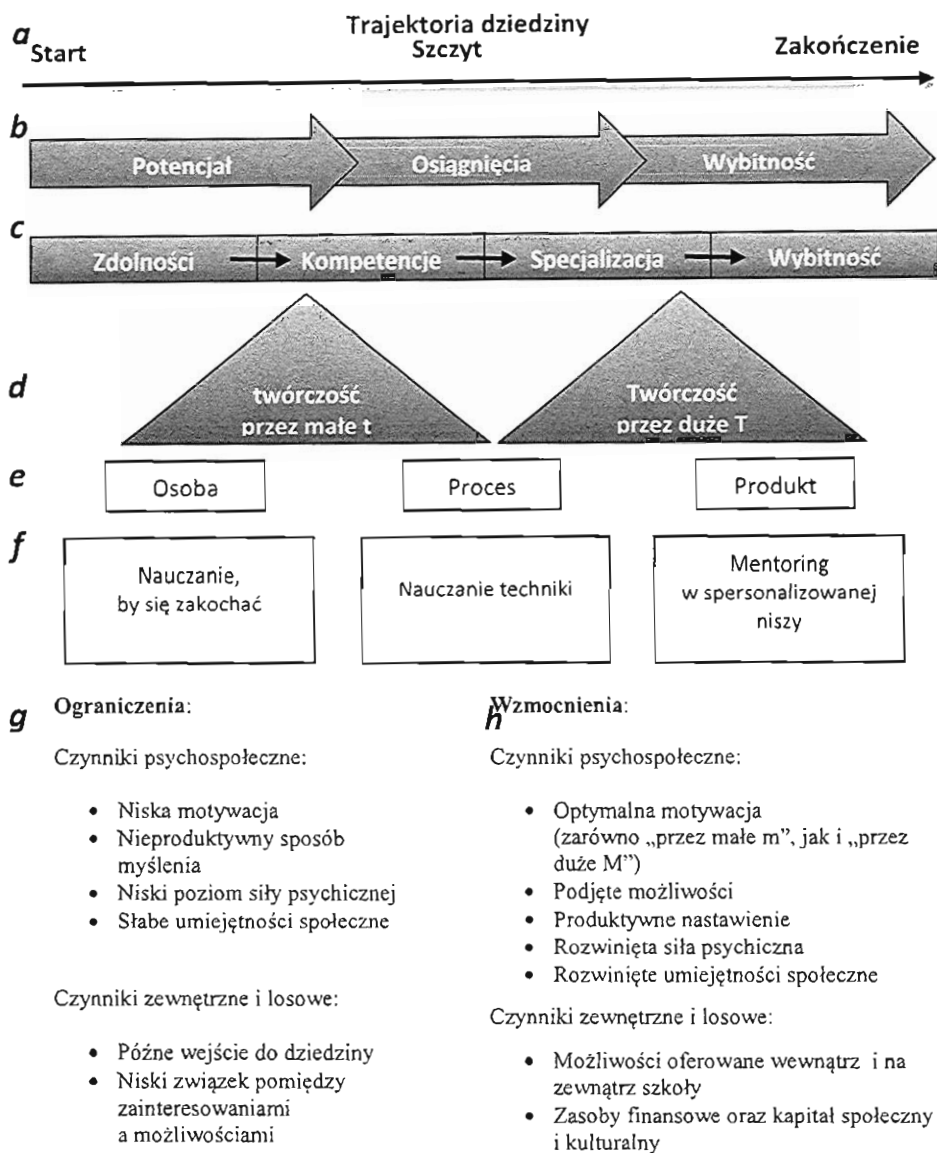 a
Trajektoria dziedziny
Start Szczyt Zakończenie
b
Potencjał Osiągnięcia Wybitność
c
Zdolności Kompetencje Specjalizacja Wybitność
d
twórczość
przez małe t
Twórczość
przez duże T
e
Osoba Proces Produkt
f
Nauczanie,
by się zakochać
Nauczanie techniki
Mentoring
w spersonalizowanej
niszy
g
Ograniczenia:
Czynniki psychospołeczne:
• Niska motywacja
• Nieproduktywny sposób
myślenia
• Niski poziom siły psychicznej
• Słabe umiejętności społeczne
Czynniki zewnętrzne i losowe:
• Późne wejście do dziedziny
• Niski związek pomiędzy
zainteresowaniami
a możliwościami
h
Wzmocnienia:
Czynniki psychospołeczne:
• Optymalna motywacja
(zarówno „przez małe m”, jak i „przez
duże M”)
• Podjęte możliwości
• Produktywne nastawienie
• Rozwinięta siła psychiczna
• Rozwinięte umiejętności społeczne
Czynniki zewnętrzne i losowe:
• Możliwości oferowane wewnątrz i na
zewnątrz szkoły
• Zasoby finansowe oraz kapitał społeczny
i kulturalny